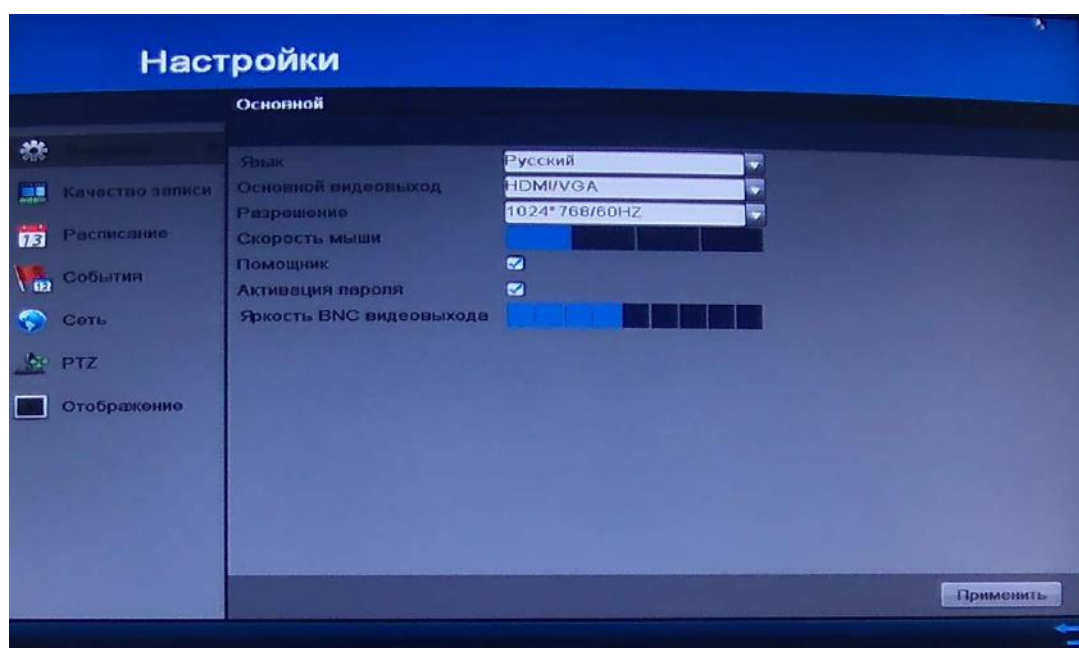 Настройки
Основной
Качество записи
Расписание
События
Сеть
PTZ
Отображение
Язык Русский
Основной видеовыход HDMI/VGA
Разрешение 1024*768/60HZ
Скорость мыши
Помощник
Активация пароля
Яркость BNC видеовыхода
Применить